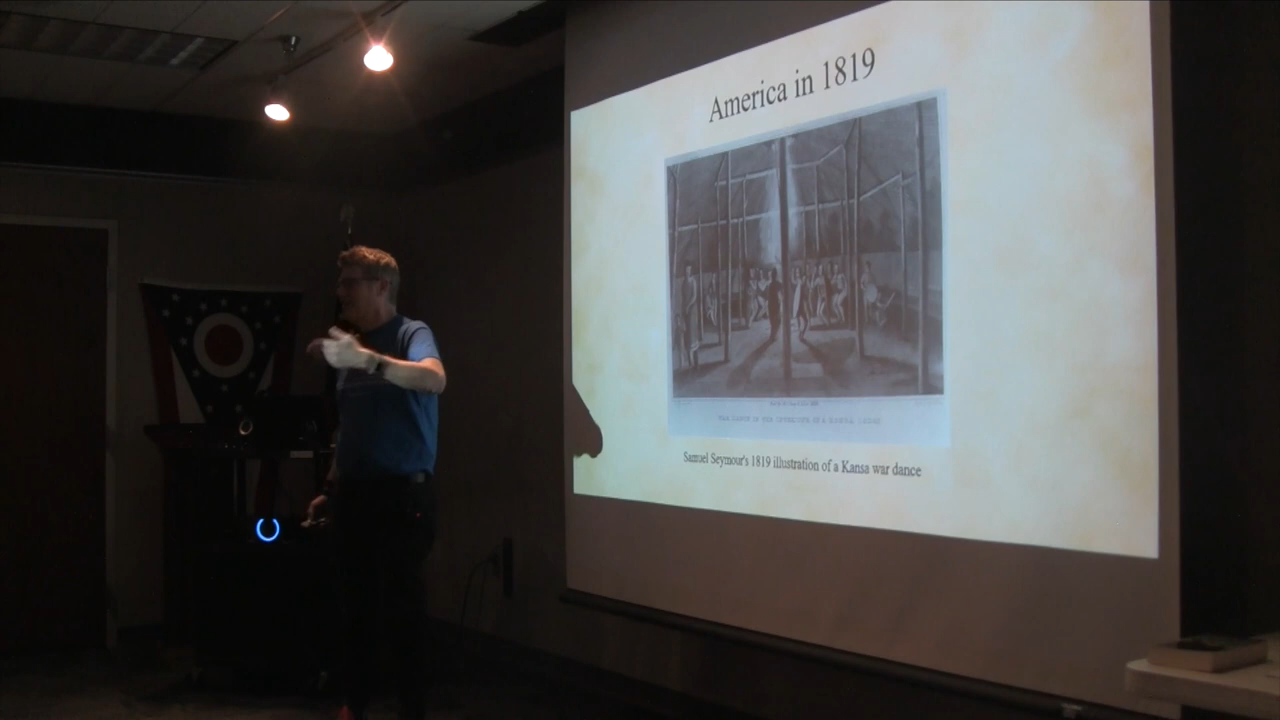 America in 1819
Samuel Seymour's 1819 illustration of a Kansa war dance